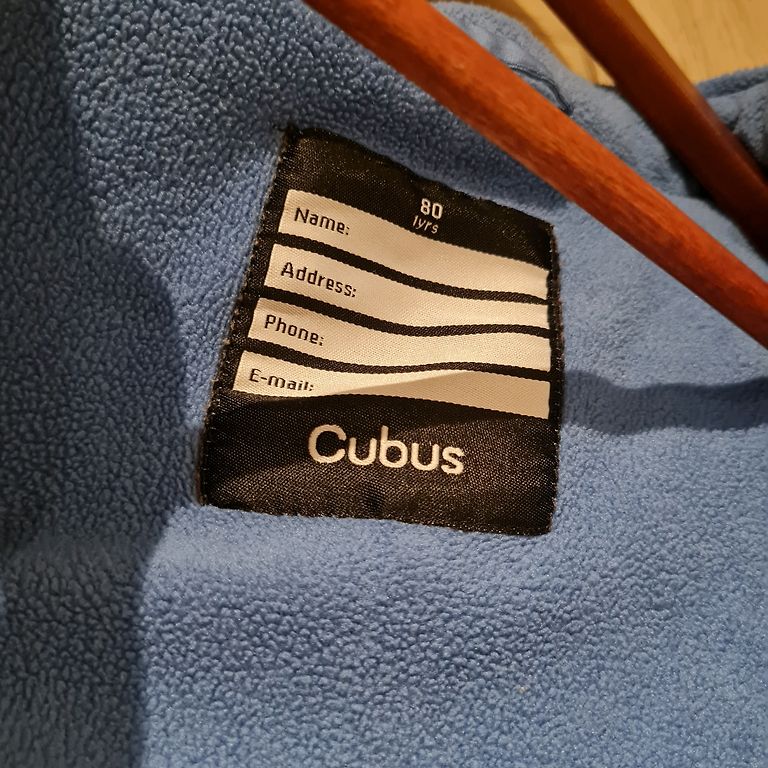 80
1yrs
Name:
Address:
Phone:
E-mail:
Cubus